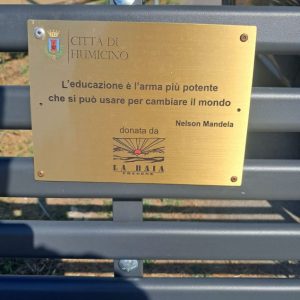 CITTÀ DI
FIUMICINO
L'educazione è l'arma più potente
che si può usare per cambiare il mondo
Nelson Mandela
donata da
LA BAIA
FREGENE